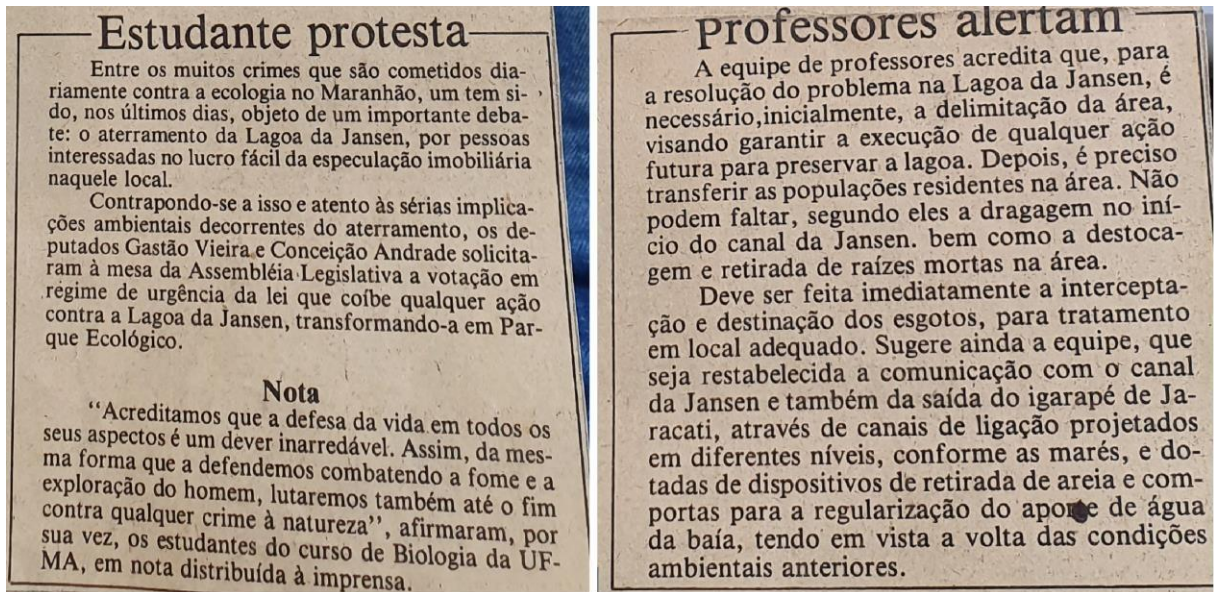 Estudante protesta
Entre os muitos crimes que são cometidos dia-
riamente contra a ecologia no Maranhão, um tem si-
do, nos últimos dias, objeto de um importante deba-
te: o aterramento da Lagoa da Jansen, por pessoas
interessadas no lucro fácil da especulação imobiliária
naquele local.
Contrapondo-se a isso e atento às sérias implica-
ções ambientais decorrentes do aterramento, os de-
putados Gastão Vieira e Conceição Andrade solicita-
ram à mesa da Assembléia Legislativa a votação em
regime de urgência da lei que coíbe qualquer ação
contra a Lagoa da Jansen, transformando-a em Par-
que Ecológico.
Nota
“Acreditamos que a defesa da vida em todos os
seus aspectos é um dever inarredável. Assim, da mes-
ma forma que a defendemos combatendo a fome e a
exploração do homem, lutaremos também até o fim
contra qualquer crime à natureza”, afirmaram, por
sua vez, os estudantes do curso de Biologia da UF-
MA, em nota distribuída à imprensa.
Professores alertam
A equipe de professores acredita que, para
a resolução do problema na Lagoa da Jansen, é
necessário,inicialmente, a delimitação da área,
visando garantir a execução de qualquer ação
futura para preservar a lagoa. Depois, é preciso
transferir as populações residentes na área. Não
podem faltar, segundo eles a dragagem no iní-
cio do canal da Jansen. bem como a destoca-
gem e retirada de raízes mortas na área.
Deve ser feita imediatamente a intercepta-
ção e destinação dos esgotos, para tratamento
em local adequado. Sugere ainda a equipe, que
seja restabelecida a comunicação com o canal
da Jansen e também da saída do igarapé de Ja-
racati, através de canais de ligação projetados
em diferentes níveis, conforme as marés, e do-
tadas de dispositivos de retirada de areia e com-
portas para a regularização do aporte de água
da baía, tendo em vista a volta das condições
ambientais anteriores.